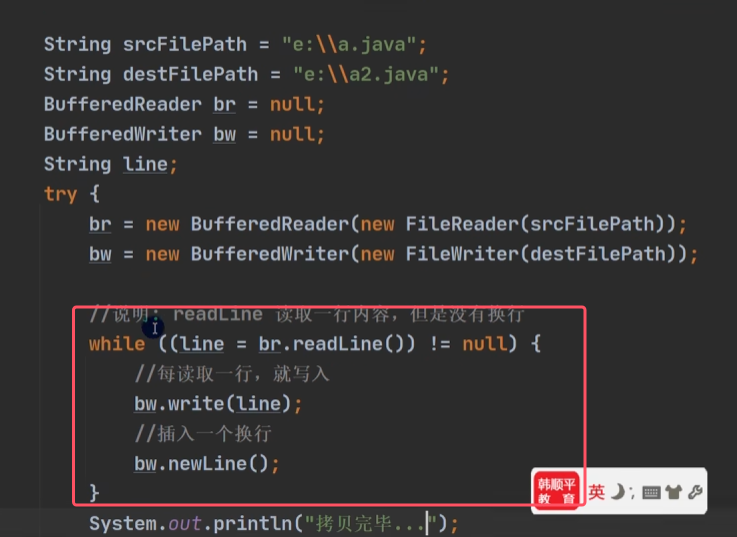 String srcFilePath = "e:\\a.java";
String destFilePath = "e:\\a2.java";
BufferedReader br = null;
BufferedWriter bw = null;
String line;
try {
br = new BufferedReader(new FileReader(srcFilePath));
bw = new BufferedWriter(new FileWriter(destFilePath));
//说明: readLine 读取一行内容，但是没有换行
while ((line = br.readLine()) != null) {
//每读取一行，就写入
bw.write(line);
//插入一个换行
bw.newLine();
}
韩顺平
教育
英
System.out.println("拷贝完毕...");